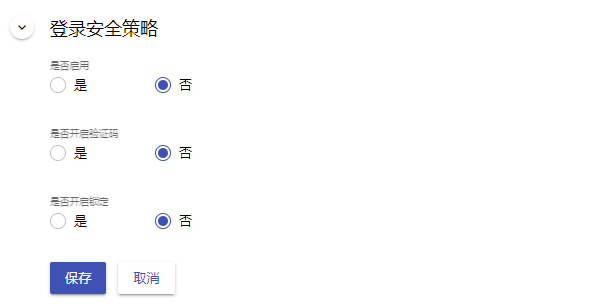 登录安全策略
是否启用
是 否
是否开启验证码
是 否
是否开启锁定
是 否
保存 取消